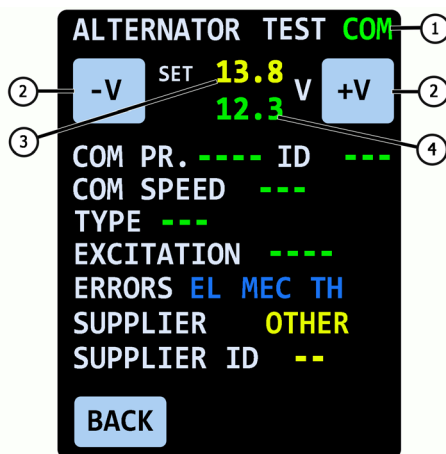 ALTERNATOR TEST COM 1
2 -V SET 13.8 V +V 2
3 12.3 4
COM PR. ---- ID ---
COM SPEED ---
TYPE ---
EXCITATION ----
ERRORS EL MEC TH
SUPPLIER OTHER
SUPPLIER ID --
BACK